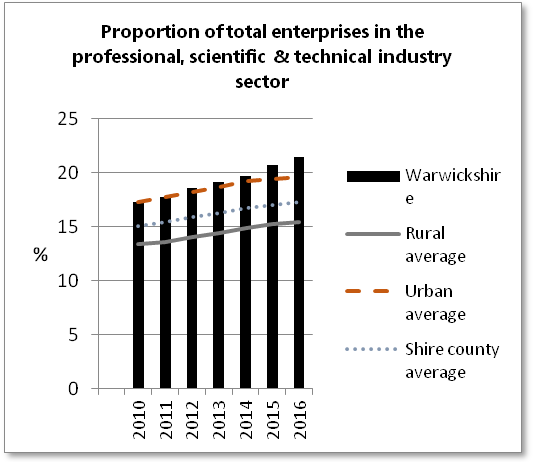 Proportion of total enterprises in the
professional, scientific & technical industry
sector
25
20
15
10
5
0
%
2010
2011
2012
2013
2014
2015
2016
Warwickshir
e
Rural
average
Urban
average
Shire county
average